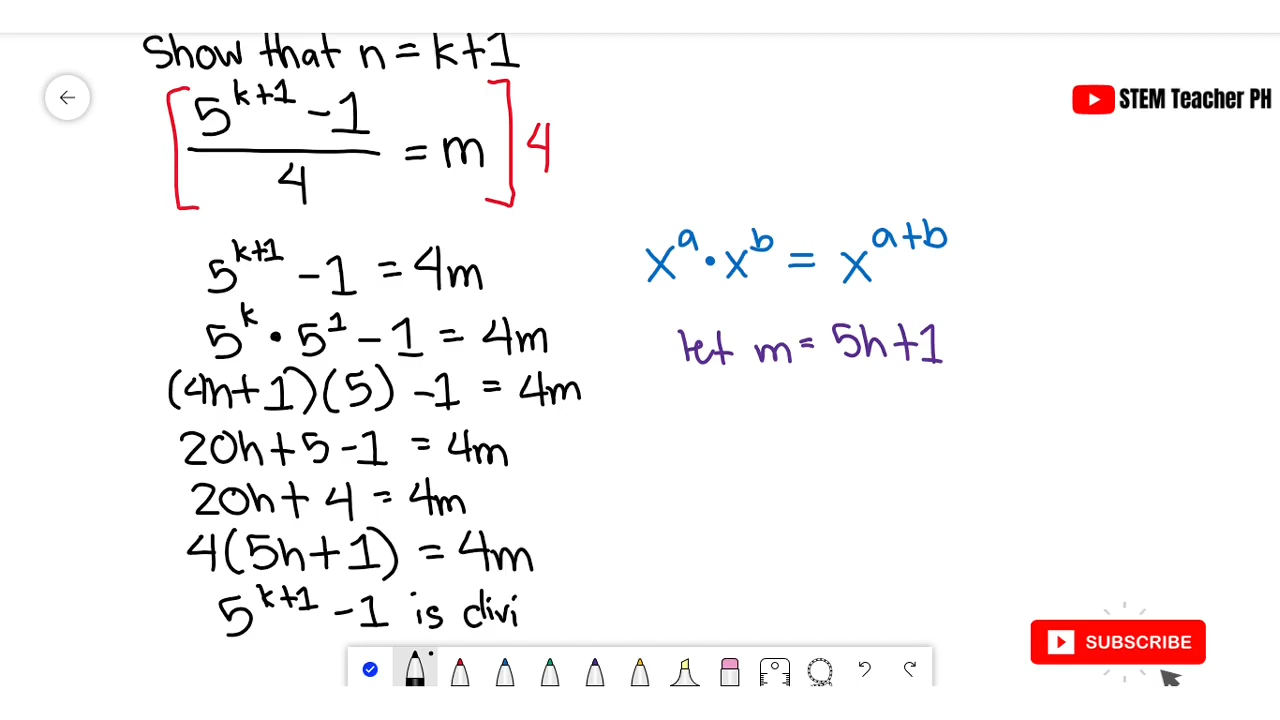 Show that n = k+1
[ (5^(k+1) - 1) / 4 = m ] 4
5^(k+1) - 1 = 4m
5^k • 5^1 - 1 = 4m
(4h+1)(5) - 1 = 4m
20h + 5 - 1 = 4m
20h + 4 = 4m
4(5h+1) = 4m
5^(k+1) - 1 is divi
x^a • x^b = x^(a+b)
let m = 5h+1
STEM Teacher PH
SUBSCRIBE